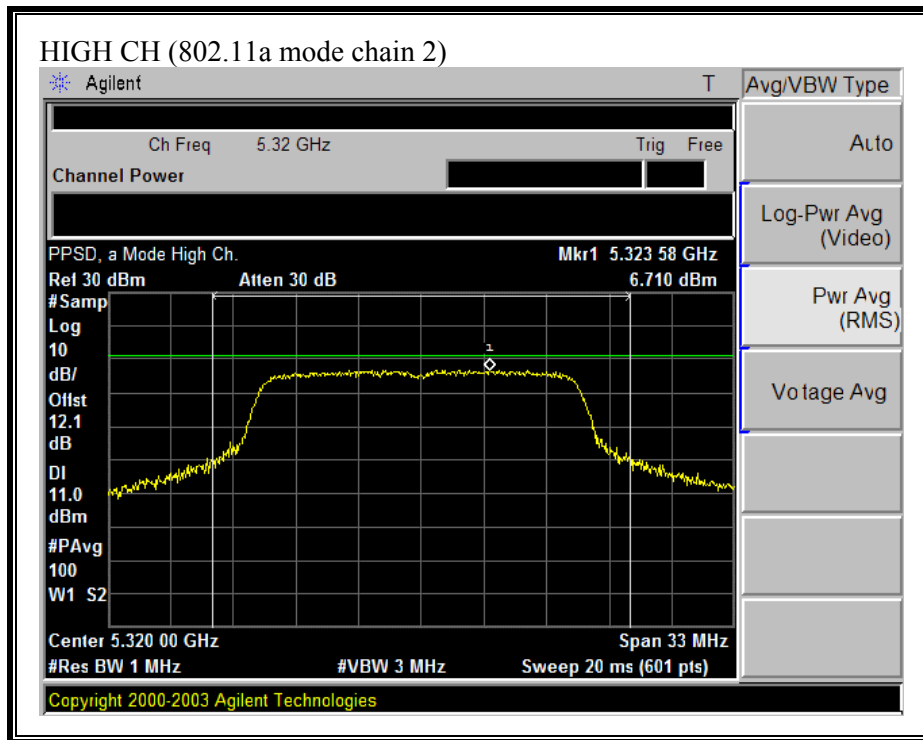 HIGH CH (802.11a mode chain 2)
Agilent T
Avg/VBW Type
Ch Freq 5.32 GHz Trig Free
Channel Power
Auto
Log-Pwr Avg
(Video)
Pwr Avg
(RMS)
Voltage Avg
PPSD, a Mode High Ch. Mkr1 5.323 58 GHz
Ref 30 dBm Atten 30 dB 6.710 dBm
#Samp
Log
10
dB/
Offst
12.1
dB
DI
11.0
dBm
#PAvg
100
W1 S2
1
Center 5.320 00 GHz Span 33 MHz
#Res BW 1 MHz #VBW 3 MHz Sweep 20 ms (601 pts)
Copyright 2000-2003 Agilent Technologies